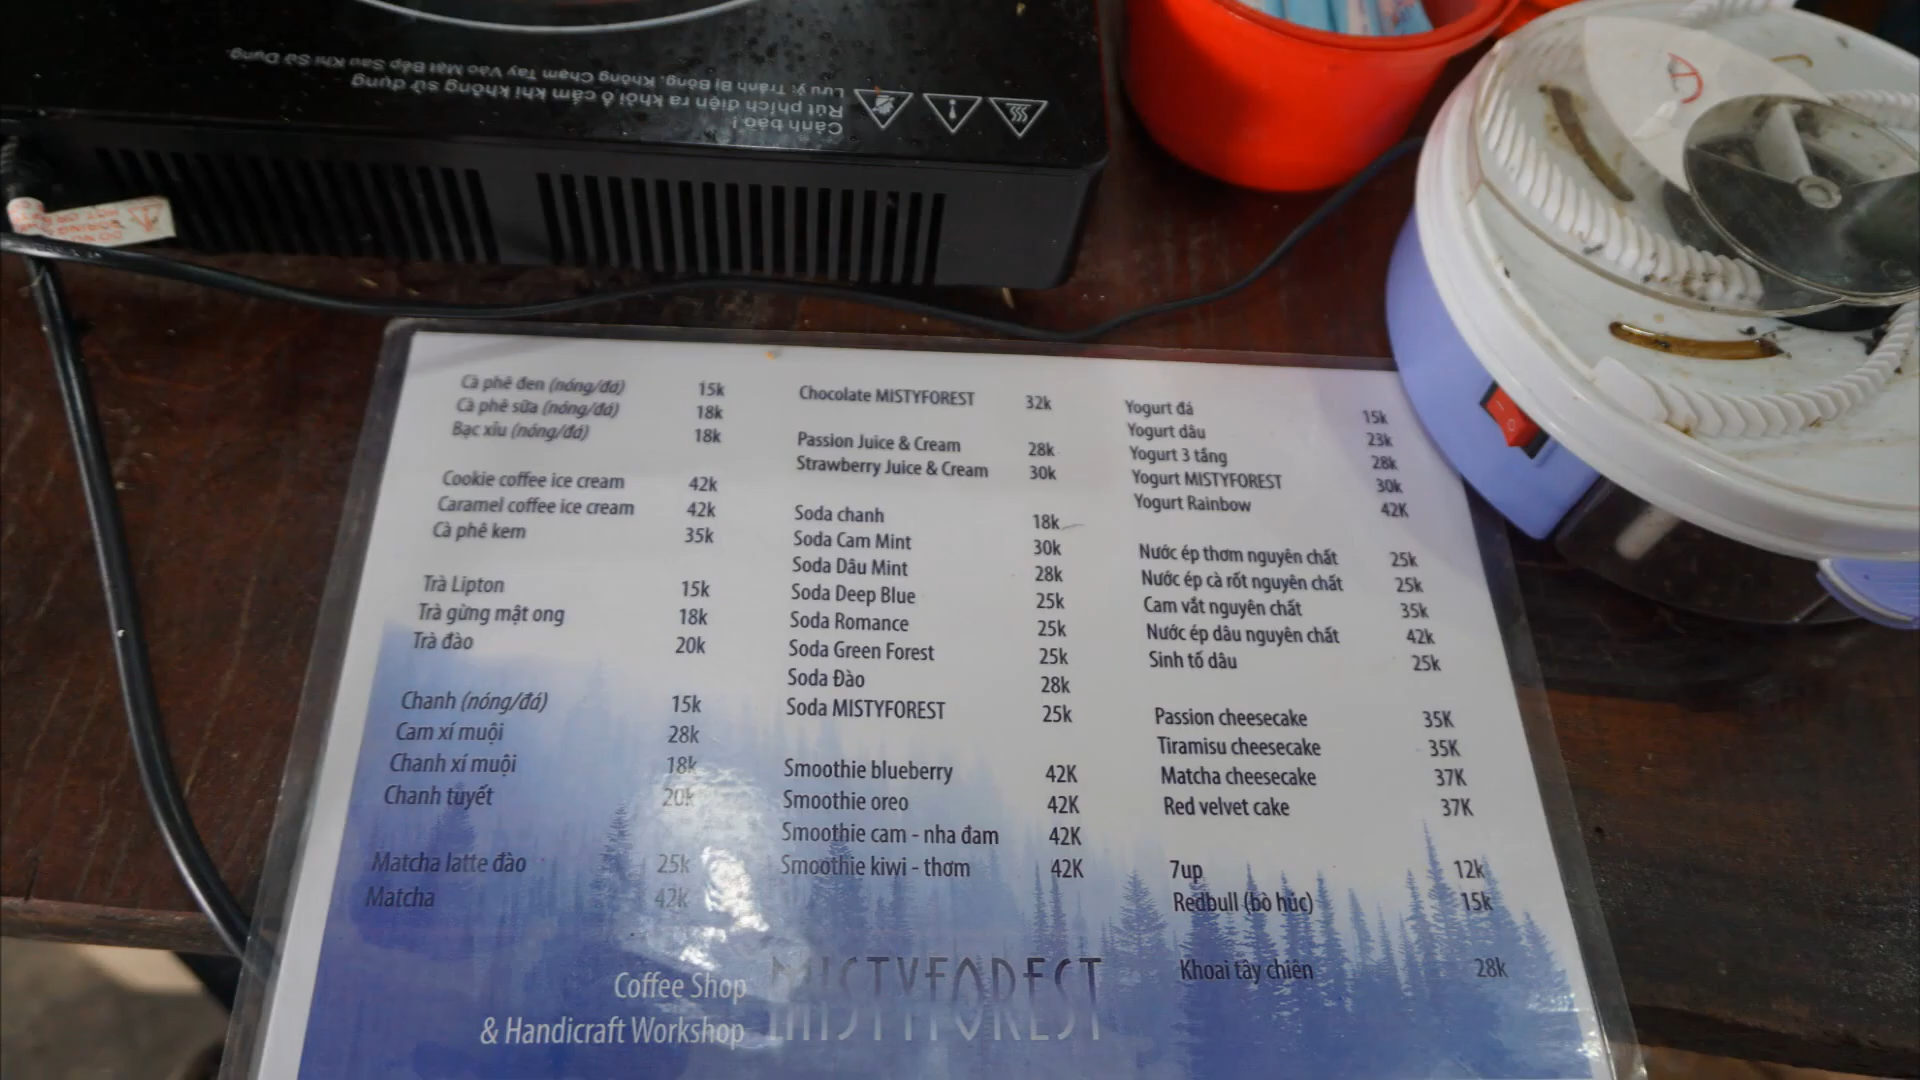 Cảnh báo !
Rút phích điện ra khỏi ổ cắm khi không sử dụng
Lưu ý: Tránh Bị Bỏng, Không Chạm Tay Vào Mặt Bếp Sau Khi Sử Dụng
Cà phê đen (nóng/đá) 15k
Cà phê sữa (nóng/đá) 18k
Bạc xỉu (nóng/đá) 18k
Cookie coffee ice cream 42k
Caramel coffee ice cream 42k
Cà phê kem 35k
Trà Lipton 15k
Trà gừng mật ong 18k
Trà đào 20k
Chanh (nóng/đá) 15k
Cam xí muội 28k
Chanh xí muội 18k
Chanh tuyết 20k
Matcha latte đào 25k
Matcha 42k
Chocolate MISTYFOREST 32k
Passion Juice & Cream 28k
Strawberry Juice & Cream 30k
Soda chanh 18k
Soda Cam Mint 30k
Soda Dâu Mint 28k
Soda Deep Blue 25k
Soda Romance 25k
Soda Green Forest 25k
Soda Đào 28k
Soda MISTYFOREST 25k
Smoothie blueberry 42K
Smoothie oreo 42K
Smoothie cam - nha đam 42K
Smoothie kiwi - thơm 42K
Yogurt đá 15k
Yogurt dâu 23k
Yogurt 3 tầng 28k
Yogurt MISTYFOREST 30k
Yogurt Rainbow 42K
Nước ép thơm nguyên chất 25k
Nước ép cà rốt nguyên chất 25k
Cam vắt nguyên chất 35k
Nước ép dâu nguyên chất 42k
Sinh tố dâu 25k
Passion cheesecake 35K
Tiramisu cheesecake 35K
Matcha cheesecake 37K
Red velvet cake 37K
7up 12k
Redbull (bò húc) 15k
Khoai tây chiên 28k
Coffee Shop
& Handicraft Workshop
MISTYFOREST